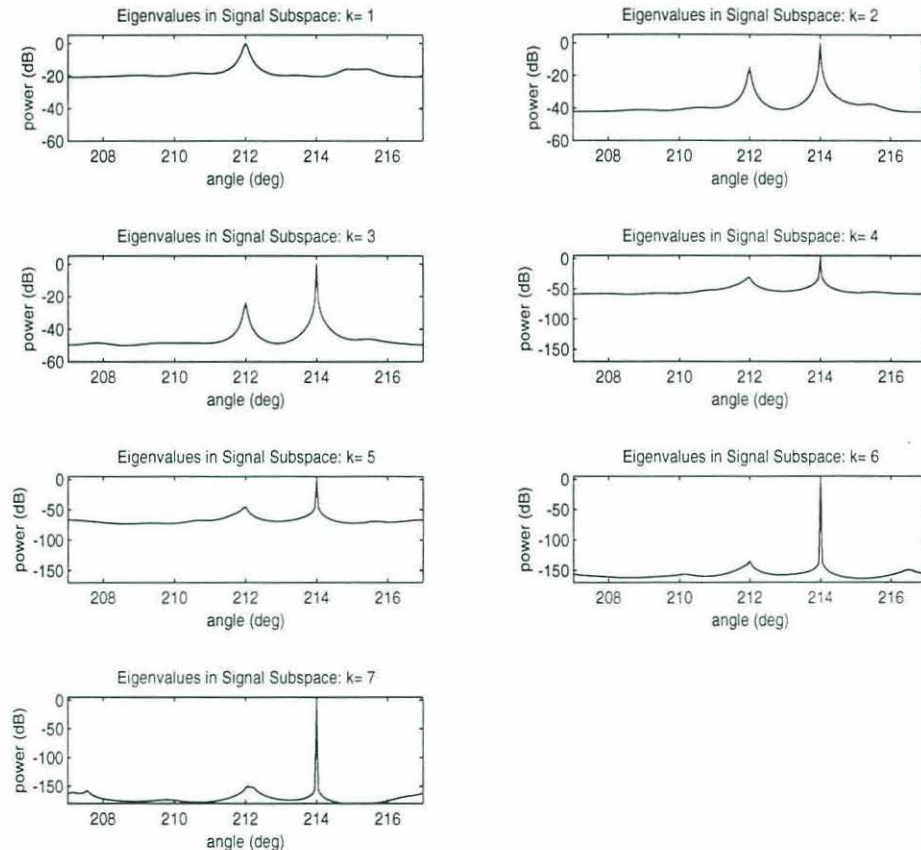 Eigenvalues in Signal Subspace: k= 1
power (dB)
0
-20
-40
-60
208 210 212 214 216
angle (deg)
Eigenvalues in Signal Subspace: k= 2
power (dB)
0
-20
-40
-60
208 210 212 214 216
angle (deg)
Eigenvalues in Signal Subspace: k= 3
power (dB)
0
-20
-40
-60
208 210 212 214 216
angle (deg)
Eigenvalues in Signal Subspace: k= 4
power (dB)
0
-50
-100
-150
208 210 212 214 216
angle (deg)
Eigenvalues in Signal Subspace: k= 5
power (dB)
0
-50
-100
-150
208 210 212 214 216
angle (deg)
Eigenvalues in Signal Subspace: k= 6
power (dB)
0
-50
-100
-150
208 210 212 214 216
angle (deg)
Eigenvalues in Signal Subspace: k= 7
power (dB)
0
-50
-100
-150
208 210 212 214 216
angle (deg)